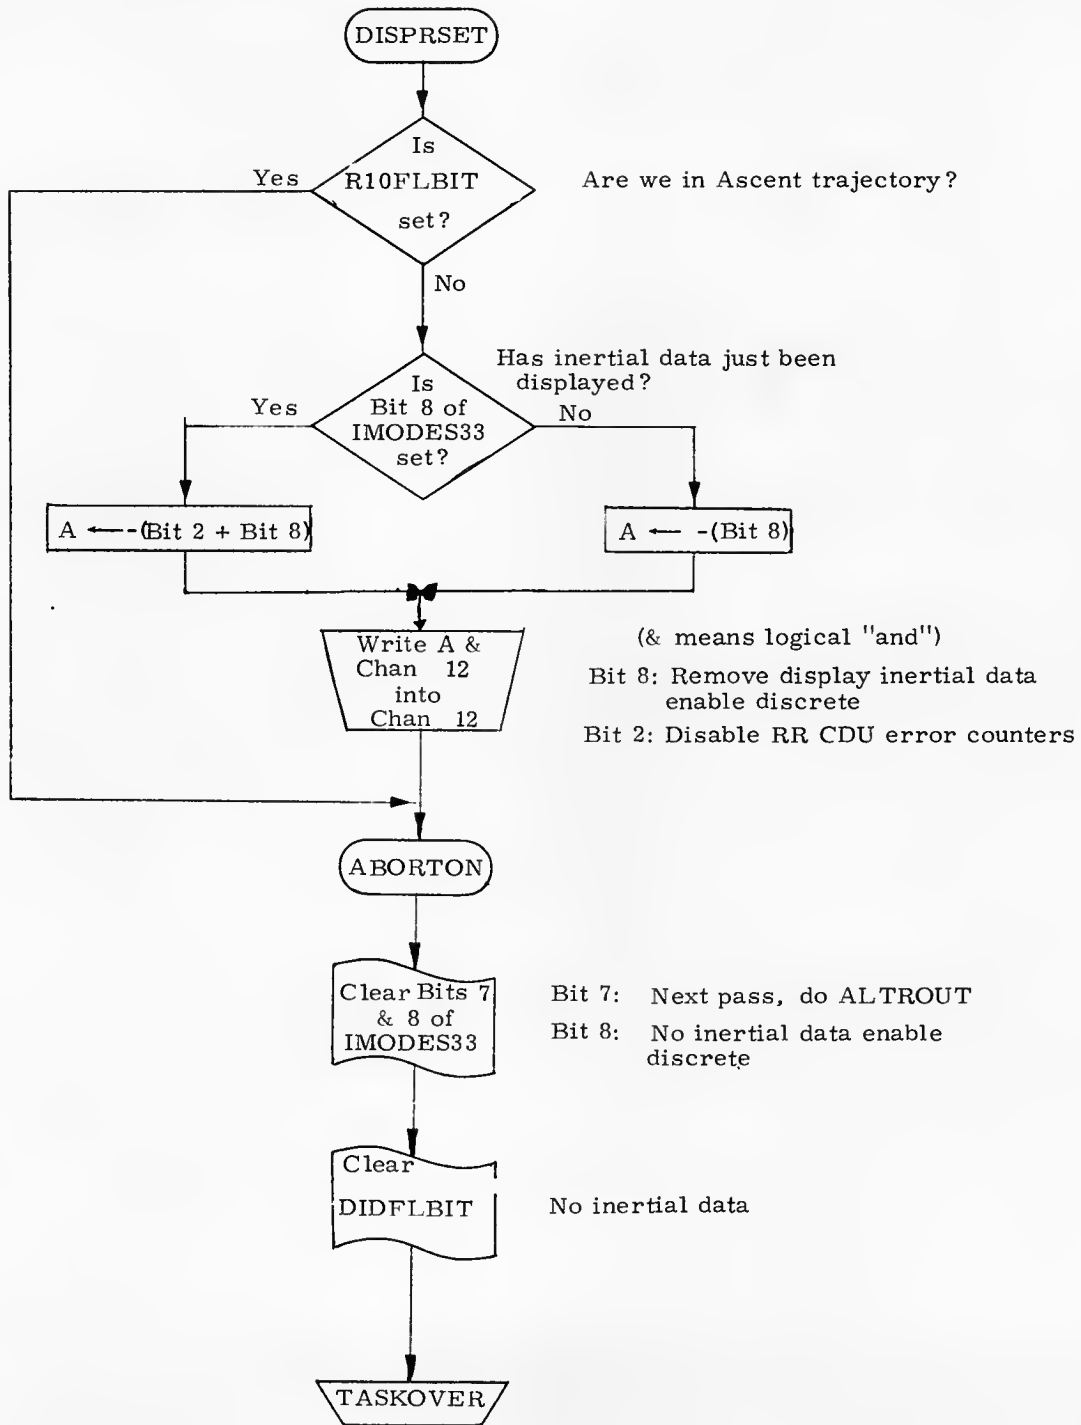 DISPRSET
Is
R10FLBIT
set?
Yes
Are we in Ascent trajectory?
No
Has inertial data just been
displayed?
Is
Bit 8 of
IMODES33
set?
Yes
No
A ← -(Bit 2 + Bit 8)
A ← -(Bit 8)
Write A &
Chan 12
into
Chan 12
(& means logical "and")
Bit 8: Remove display inertial data
enable discrete
Bit 2: Disable RR CDU error counters
ABORTON
Clear Bits 7
& 8 of
IMODES33
Bit 7: Next pass, do ALTROUT
Bit 8: No inertial data enable
discrete
Clear
DIDFLBIT
No inertial data
TASKOVER